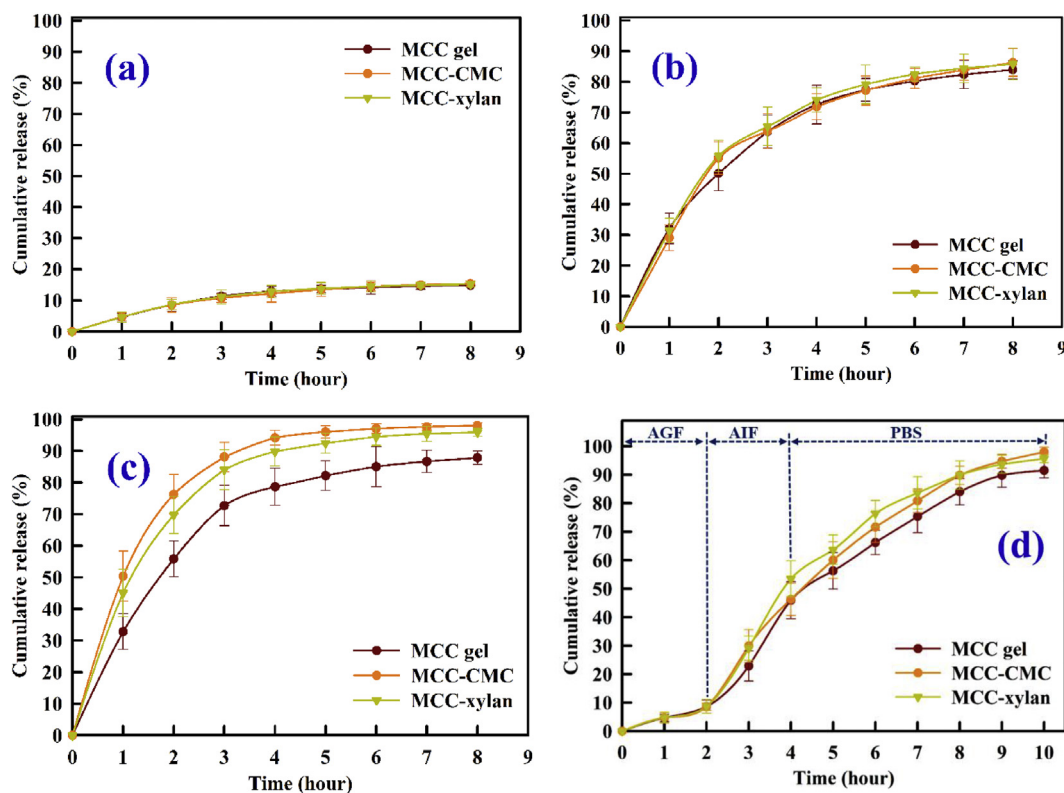 100
90
80
70
60
50
40
30
20
10
0
Cumulative release (%)
(a)
MCC gel
MCC-CMC
MCC-xylan
0 1 2 3 4 5 6 7 8 9
Time (hour)
100
90
80
70
60
50
40
30
20
10
0
Cumulative release (%)
(b)
MCC gel
MCC-CMC
MCC-xylan
0 1 2 3 4 5 6 7 8 9
Time (hour)
100
90
80
70
60
50
40
30
20
10
0
Cumulative release (%)
(c)
MCC gel
MCC-CMC
MCC-xylan
0 1 2 3 4 5 6 7 8 9
Time (hour)
AGF AIF PBS
100
90
80
70
60
50
40
30
20
10
0
Cumulative release (%)
(d)
MCC gel
MCC-CMC
MCC-xylan
0 1 2 3 4 5 6 7 8 9 10
Time (hour)